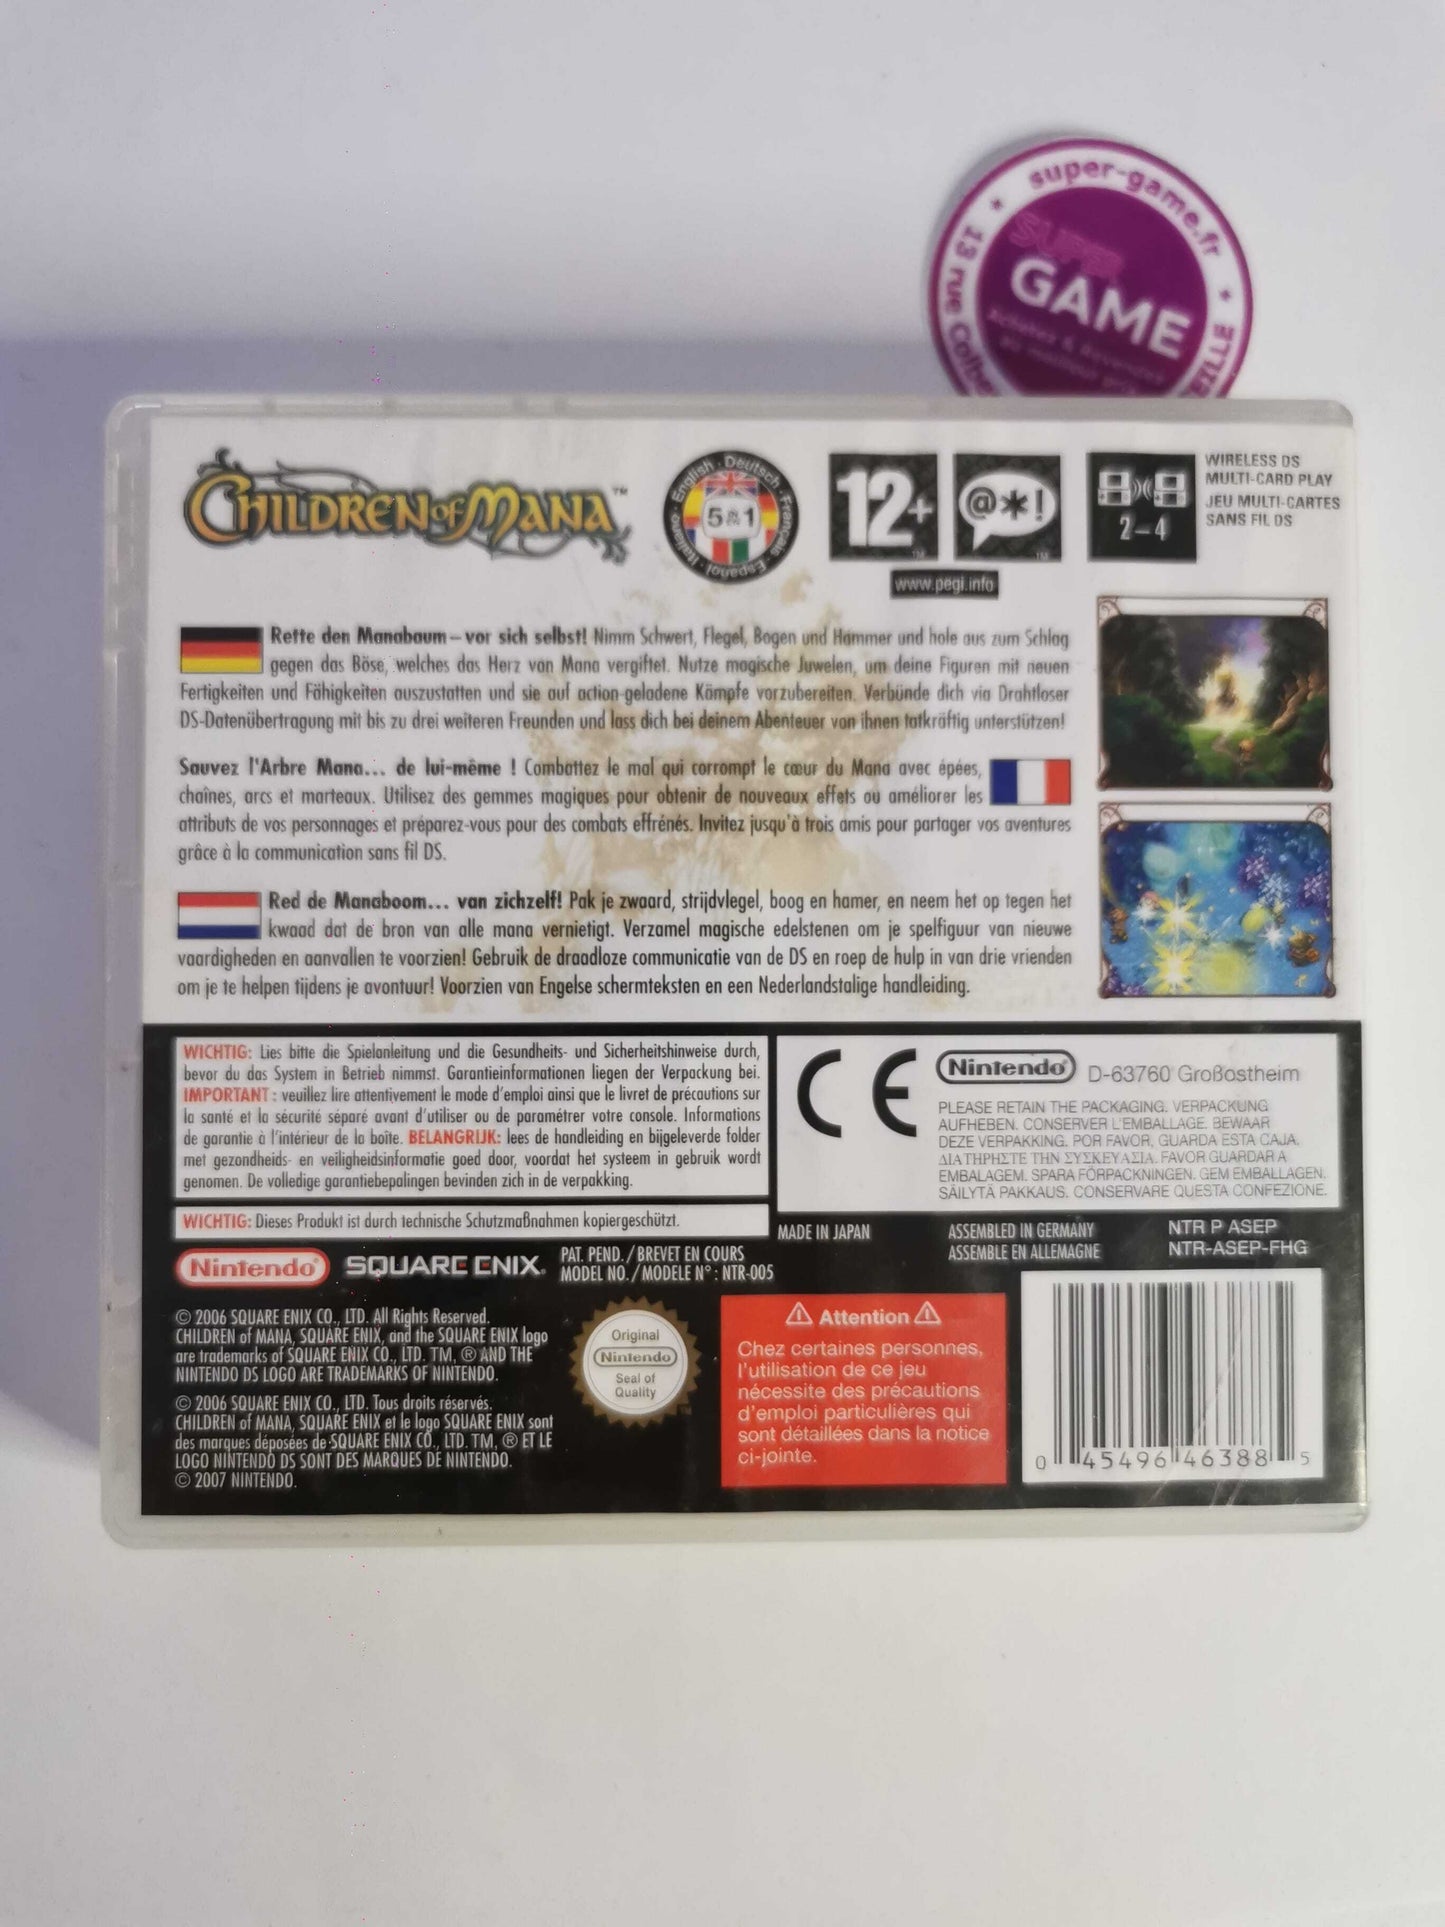 super-game.fr
13 rue Colbe
SUPER
GAME
CHILDREN of MANA™
English · Deutsch · Français · Español · Italiano
5 in 1
12+
@*!
www.pegi.info
2-4
WIRELESS DS
MULTI-CARD PLAY
JEU MULTI-CARTES
SANS FIL DS
Rette den Manabaum – vor sich selbst! Nimm Schwert, Flegel, Bogen und Hammer und hole aus zum Schlag
gegen das Böse, welches das Herz von Mana vergiftet. Nutze magische Juwelen, um deine Figuren mit neuen
Fertigkeiten und Fähigkeiten auszustatten und sie auf action-geladene Kämpfe vorzubereiten. Verbünde dich via Drahtloser
DS-Datenübertragung mit bis zu drei weiteren Freunden und lass dich bei deinem Abenteuer von ihnen tatkräftig unterstützen!
Sauvez l'Arbre Mana... de lui-même ! Combattez le mal qui corrompt le cœur du Mana avec épées,
chaînes, arcs et marteaux. Utilisez des gemmes magiques pour obtenir de nouveaux effets ou améliorer les
attributs de vos personnages et préparez-vous pour des combats effrénés. Invitez jusqu'à trois amis pour partager vos aventures
grâce à la communication sans fil DS.
Red de Manaboom... van zichzelf! Pak je zwaard, strijdvlegel, boog en hamer, en neem het op tegen het
kwaad dat de bron van alle mana vernietigt. Verzamel magische edelstenen om je spelfiguur van nieuwe
vaardigheden en aanvallen te voorzien! Gebruik de draadloze communicatie van de DS en roep de hulp in van drie vrienden
om je te helpen tijdens je avontuur! Voorzien van Engelse schermteksten en een Nederlandstalige handleiding.
WICHTIG: Lies bitte die Spielanleitung und die Gesundheits- und Sicherheitshinweise durch,
bevor du das System in Betrieb nimmst. Garantieinformationen liegen der Verpackung bei.
IMPORTANT : veuillez lire attentivement le mode d'emploi ainsi que le livret de précautions sur
la santé et la sécurité séparé avant d'utiliser ou de paramétrer votre console. Informations
de garantie à l'intérieur de la boîte. BELANGRIJK: lees de handleiding en bijgeleverde folder
met gezondheids- en veiligheidsinformatie goed door, voordat het systeem in gebruik wordt
genomen. De volledige garantiebepalingen bevinden zich in de verpakking.
WICHTIG: Dieses Produkt ist durch technische Schutzmaßnahmen kopiergeschützt.
CE
Nintendo D-63760 Großostheim
PLEASE RETAIN THE PACKAGING. VERPACKUNG
AUFHEBEN. CONSERVER L'EMBALLAGE. BEWAAR
DEZE VERPAKKING. POR FAVOR, GUARDA ESTA CAJA.
ΔΙΑΤΗΡΗΣΤΕ ΤΗΝ ΣΥΣΚΕΥΑΣΙΑ. FAVOR GUARDAR A
EMBALAGEM. SPARA FÖRPACKNINGEN. GEM EMBALLAGEN.
SÄILYTÄ PAKKAUS. CONSERVARE QUESTA CONFEZIONE.
MADE IN JAPAN
ASSEMBLED IN GERMANY
ASSEMBLE EN ALLEMAGNE
NTR P ASEP
NTR-ASEP-FHG
Nintendo SQUARE ENIX.
PAT. PEND. / BREVET EN COURS
MODEL NO. / MODELE N° : NTR-005
© 2006 SQUARE ENIX CO., LTD. All Rights Reserved.
CHILDREN of MANA, SQUARE ENIX, and the SQUARE ENIX logo
are trademarks of SQUARE ENIX CO., LTD. TM, ® AND THE
NINTENDO DS LOGO ARE TRADEMARKS OF NINTENDO.
© 2006 SQUARE ENIX CO., LTD. Tous droits réservés.
CHILDREN of MANA, SQUARE ENIX et le logo SQUARE ENIX sont
des marques déposées de SQUARE ENIX CO., LTD. TM, ® ET LE
LOGO NINTENDO DS SONT DES MARQUES DE NINTENDO.
© 2007 NINTENDO.
Original
Nintendo
Seal of
Quality
⚠ Attention ⚠
Chez certaines personnes,
l'utilisation de ce jeu
nécessite des précautions
d'emploi particulières qui
sont détaillées dans la notice
ci-jointe.
0 45496 46388 5